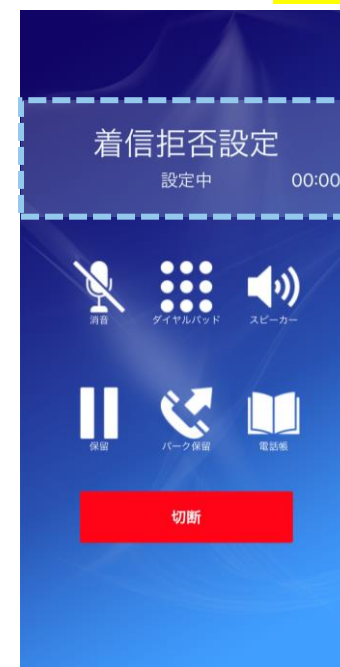 着信拒否設定
設定中 00:00
消音 ダイヤルパッド スピーカー
保留 パーク保留 電話帳
切断